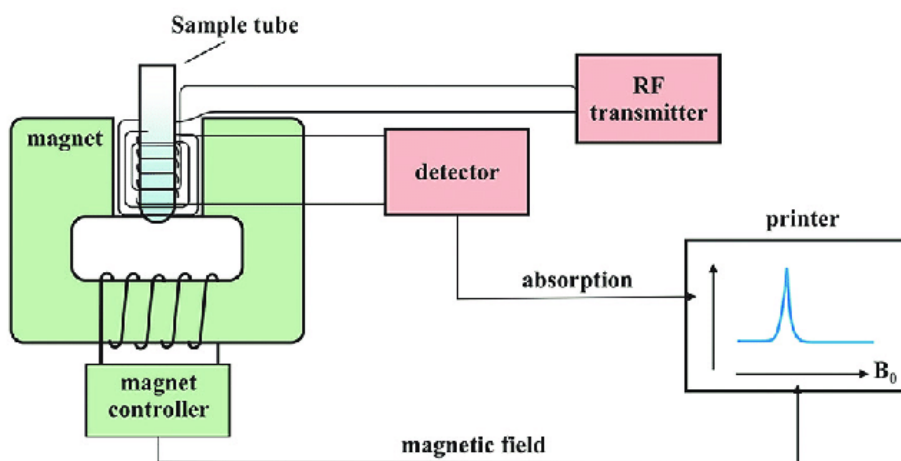 Sample tube
RF
transmitter
magnet
detector
printer
absorption
B₀
magnet
controller
magnetic field